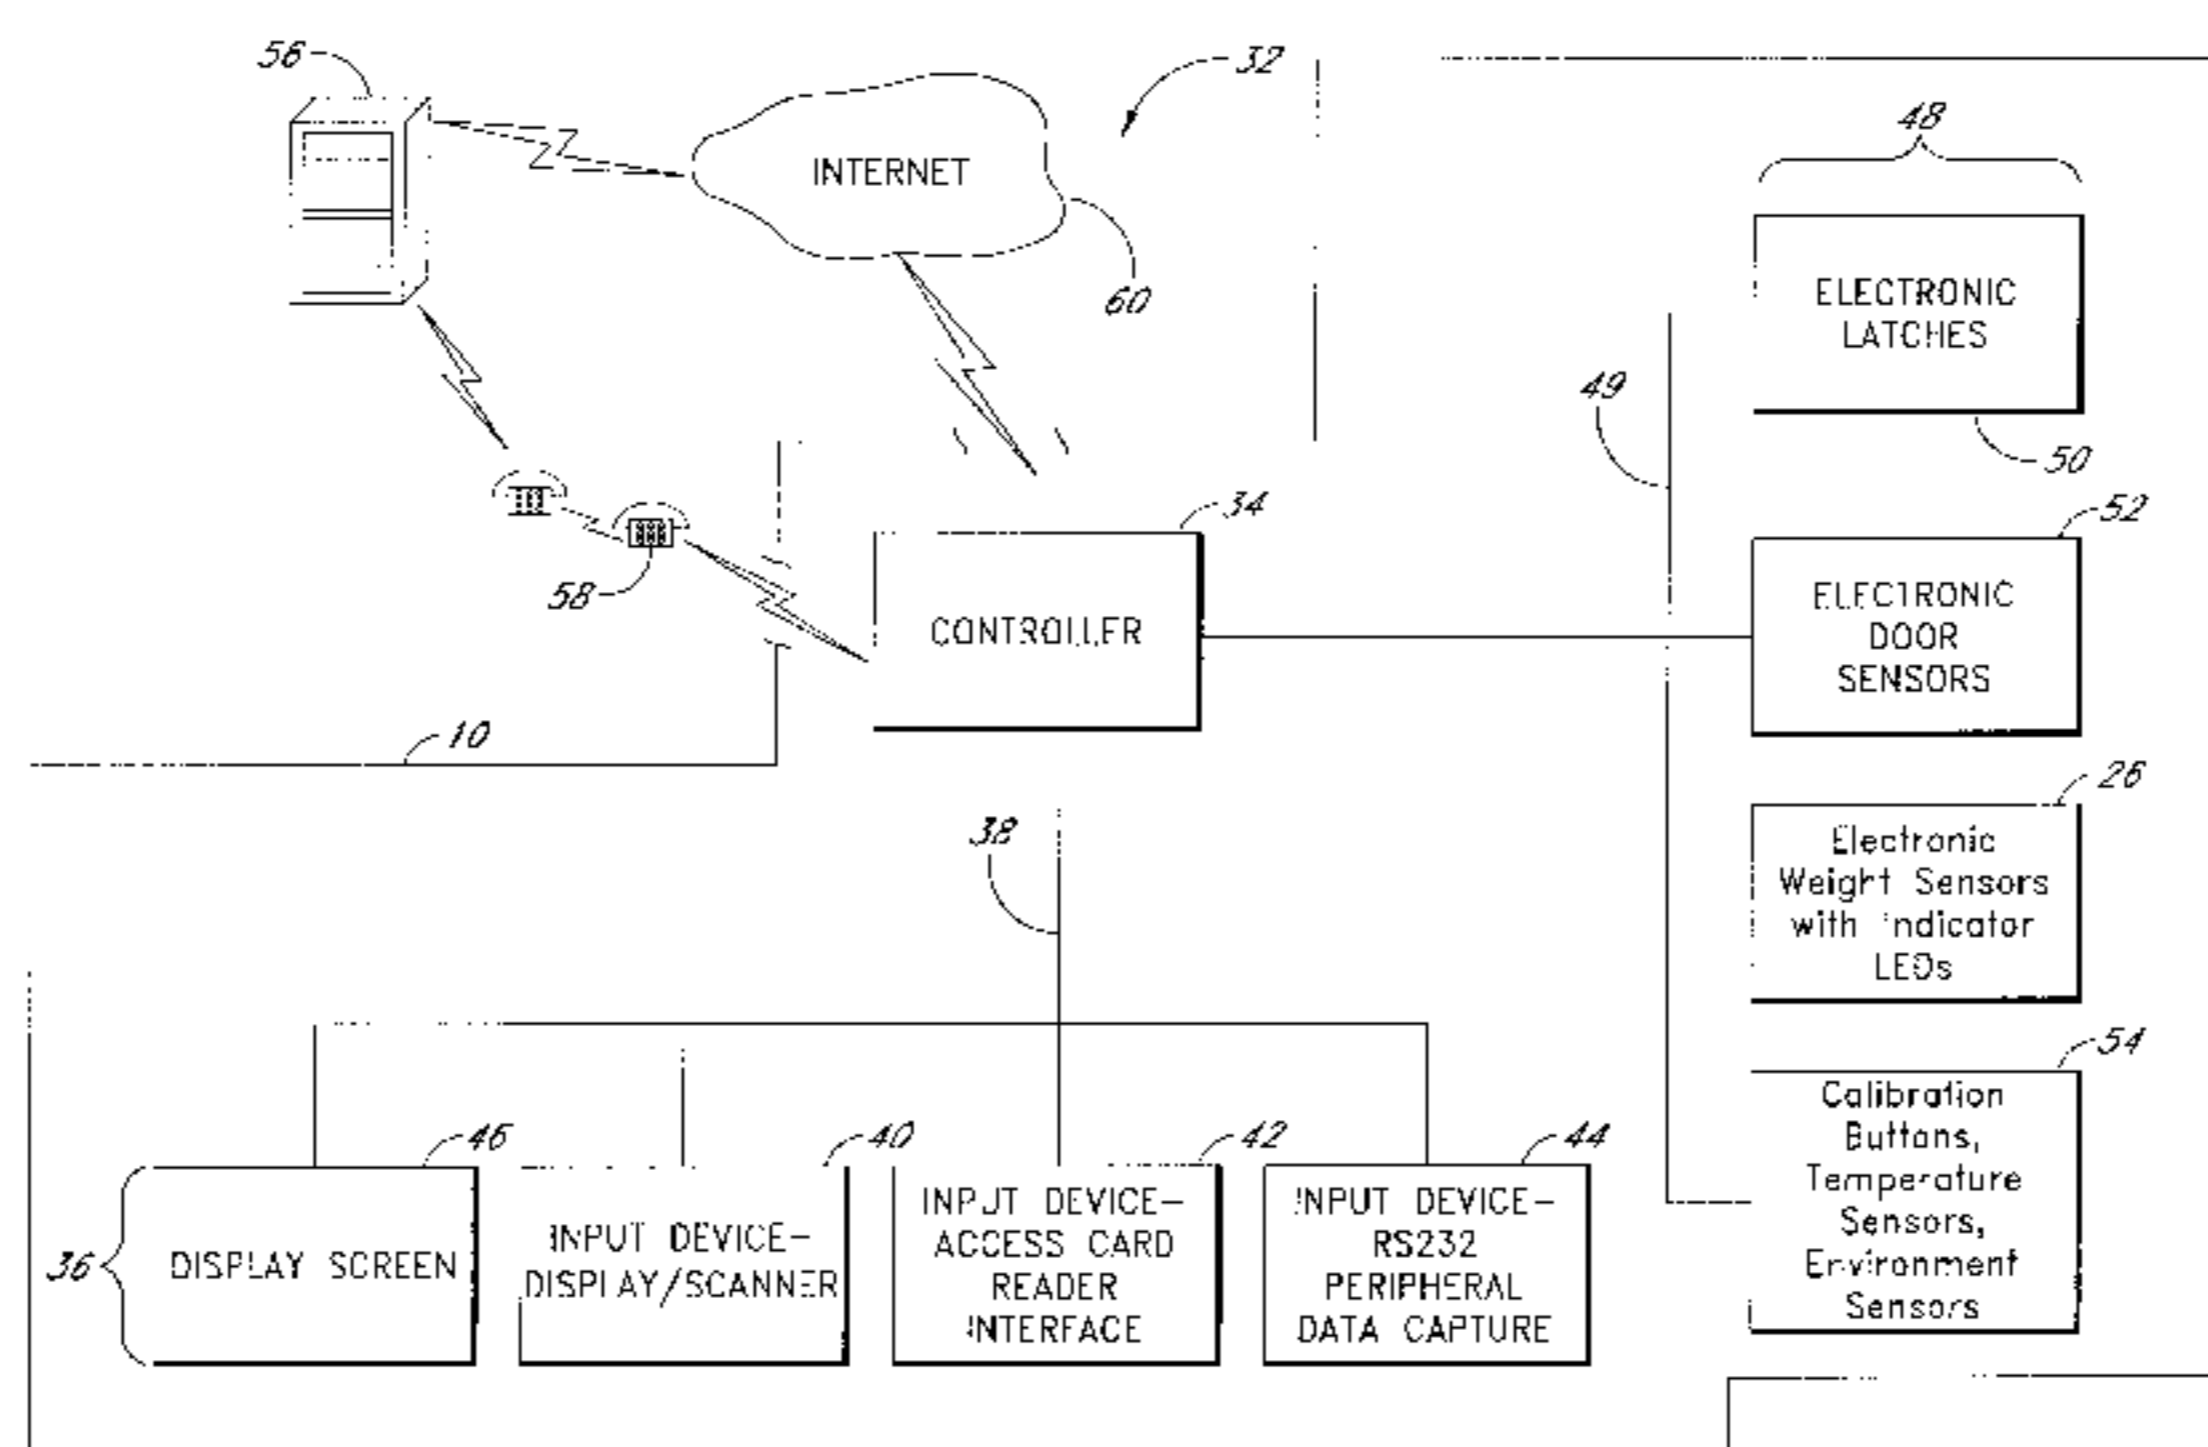 56
32
INTERNET
60
48
ELECTRONIC
LATCHES
50
49
34
CONTROLLER
58
52
ELECTRONIC
DOOR
SENSORS
10
26
Electronic
Weight Sensors
with Indicator
LEDs
38
54
Calibration
Buttons,
Temperature
Sensors,
Environment
Sensors
36
46
DISPLAY SCREEN
40
INPUT DEVICE-
DISPLAY/SCANNER
42
INPUT DEVICE-
ACCESS CARD
READER
INTERFACE
44
INPUT DEVICE-
RS232
PERIPHERAL
DATA CAPTURE